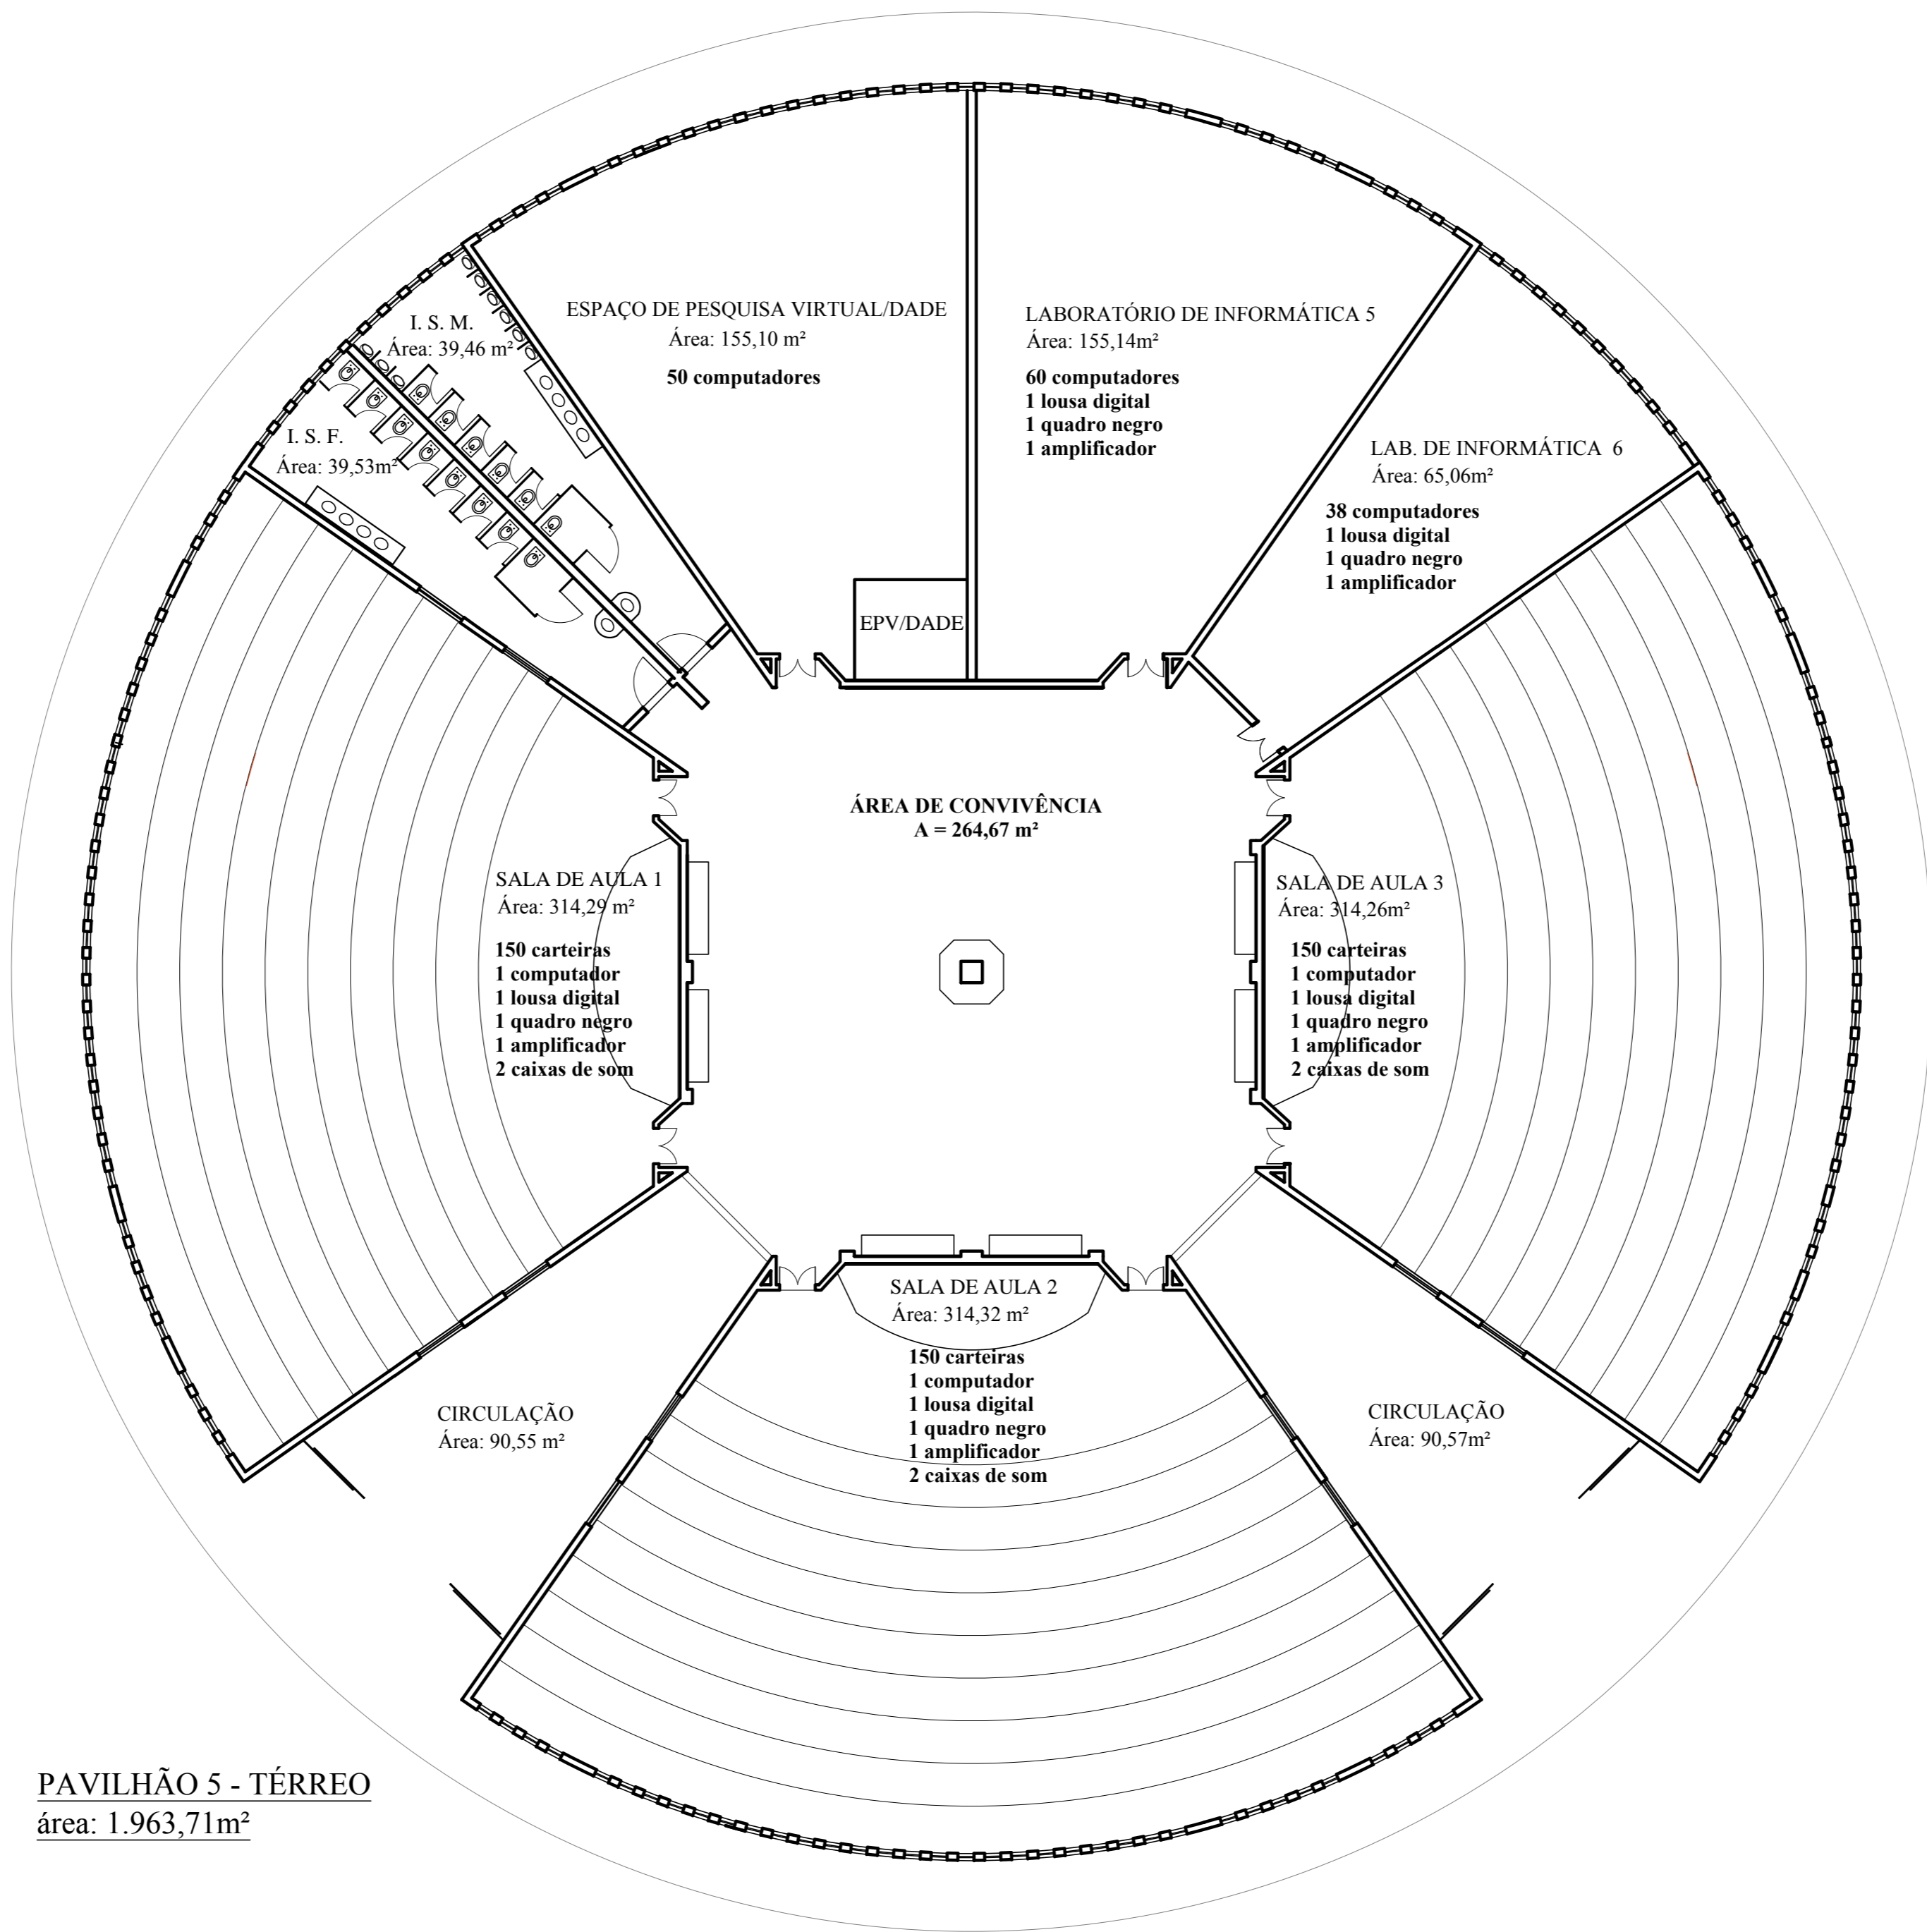 ESPAÇO DE PESQUISA VIRTUAL/DADE
Área: 155,10 m²
50 computadores
LABORATÓRIO DE INFORMÁTICA 5
Área: 155,14m²
60 computadores
1 lousa digital
1 quadro negro
1 amplificador
I. S. M.
Área: 39,46 m²
I. S. F.
Área: 39,53m²
LAB. DE INFORMÁTICA 6
Área: 65,06m²
38 computadores
1 lousa digital
1 quadro negro
1 amplificador
EPV/DADE
ÁREA DE CONVIVÊNCIA
A = 264,67 m²
SALA DE AULA 1
Área: 314,29 m²
150 carteiras
1 computador
1 lousa digital
1 quadro negro
1 amplificador
2 caixas de som
SALA DE AULA 3
Área: 314,26m²
150 carteiras
1 computador
1 lousa digital
1 quadro negro
1 amplificador
2 caixas de som
SALA DE AULA 2
Área: 314,32 m²
150 carteiras
1 computador
1 lousa digital
1 quadro negro
1 amplificador
2 caixas de som
CIRCULAÇÃO
Área: 90,55 m²
CIRCULAÇÃO
Área: 90,57m²
PAVILHÃO 5 - TÉRREO
área: 1.963,71m²